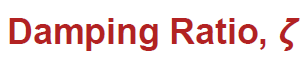 Damping Ratio, ζ